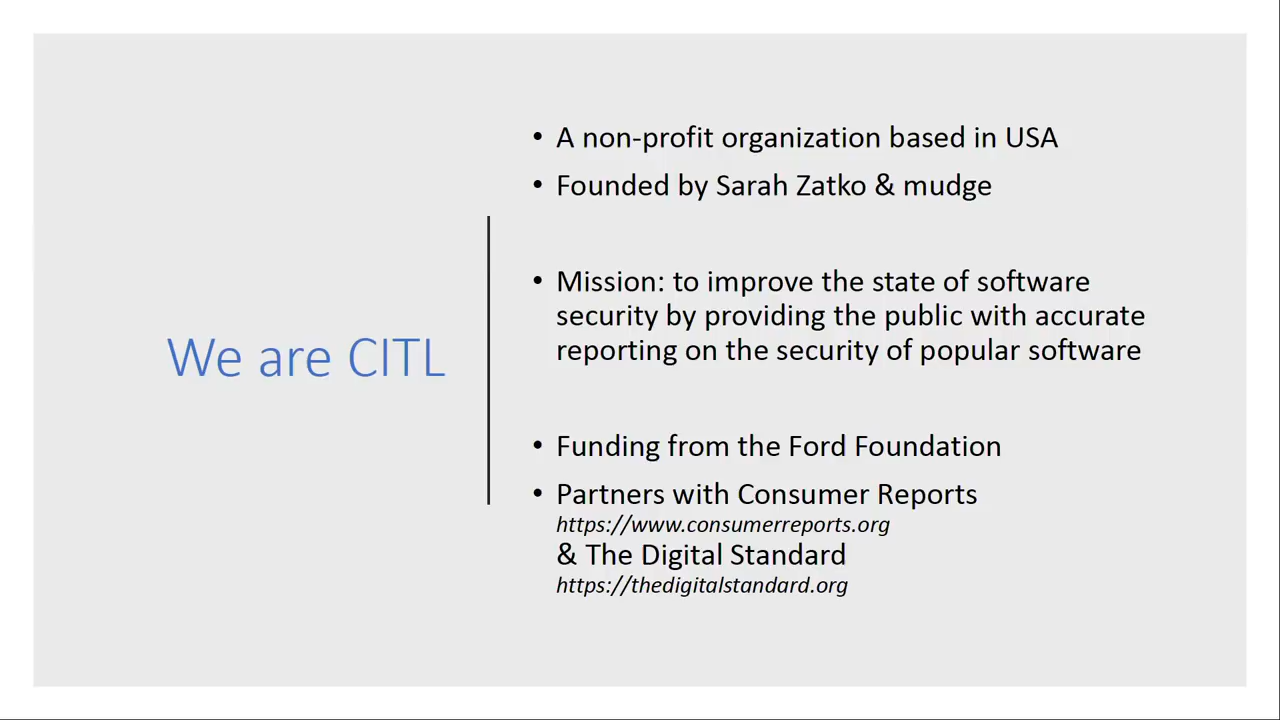 We are CITL
• A non-profit organization based in USA
• Founded by Sarah Zatko & mudge
• Mission: to improve the state of software
security by providing the public with accurate
reporting on the security of popular software
• Funding from the Ford Foundation
• Partners with Consumer Reports
https://www.consumerreports.org
& The Digital Standard
https://thedigitalstandard.org